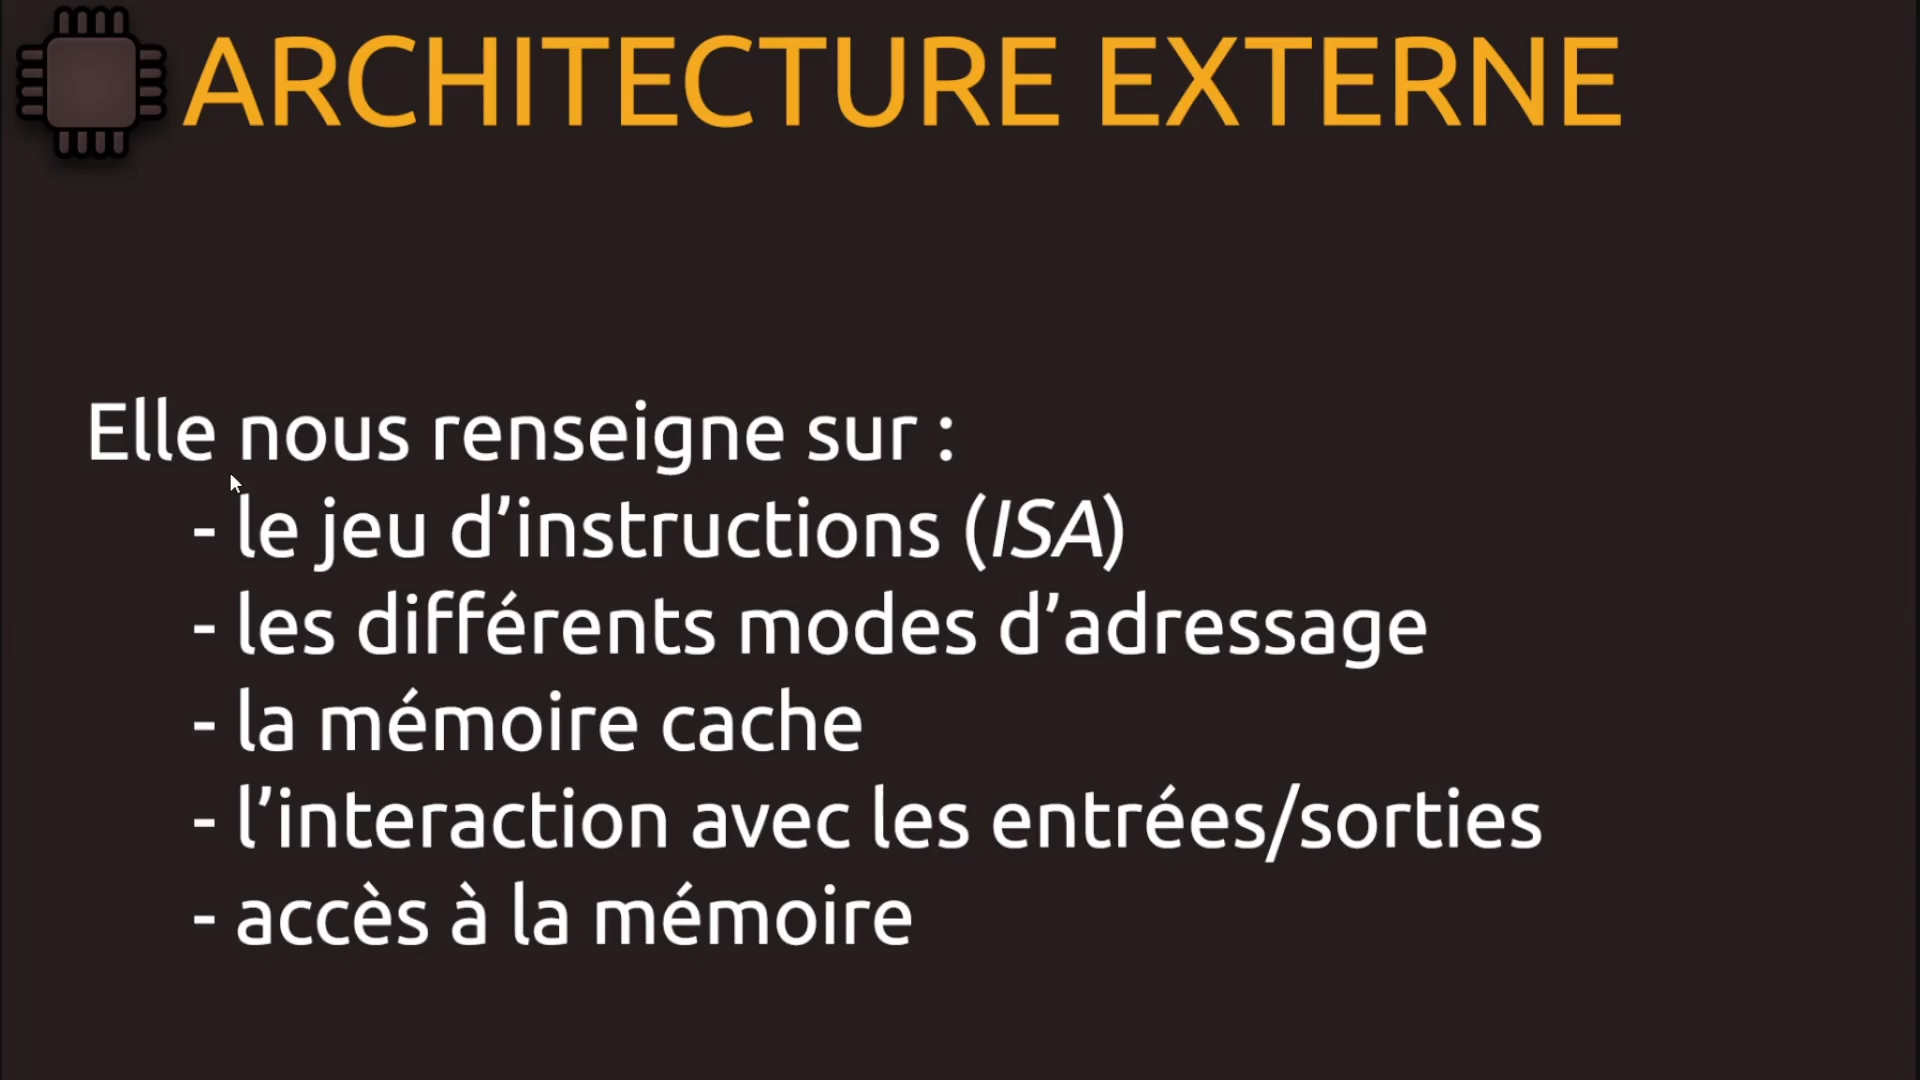 ARCHITECTURE EXTERNE
Elle nous renseigne sur :
- le jeu d’instructions (ISA)
- les différents modes d’adressage
- la mémoire cache
- l’interaction avec les entrées/sorties
- accès à la mémoire